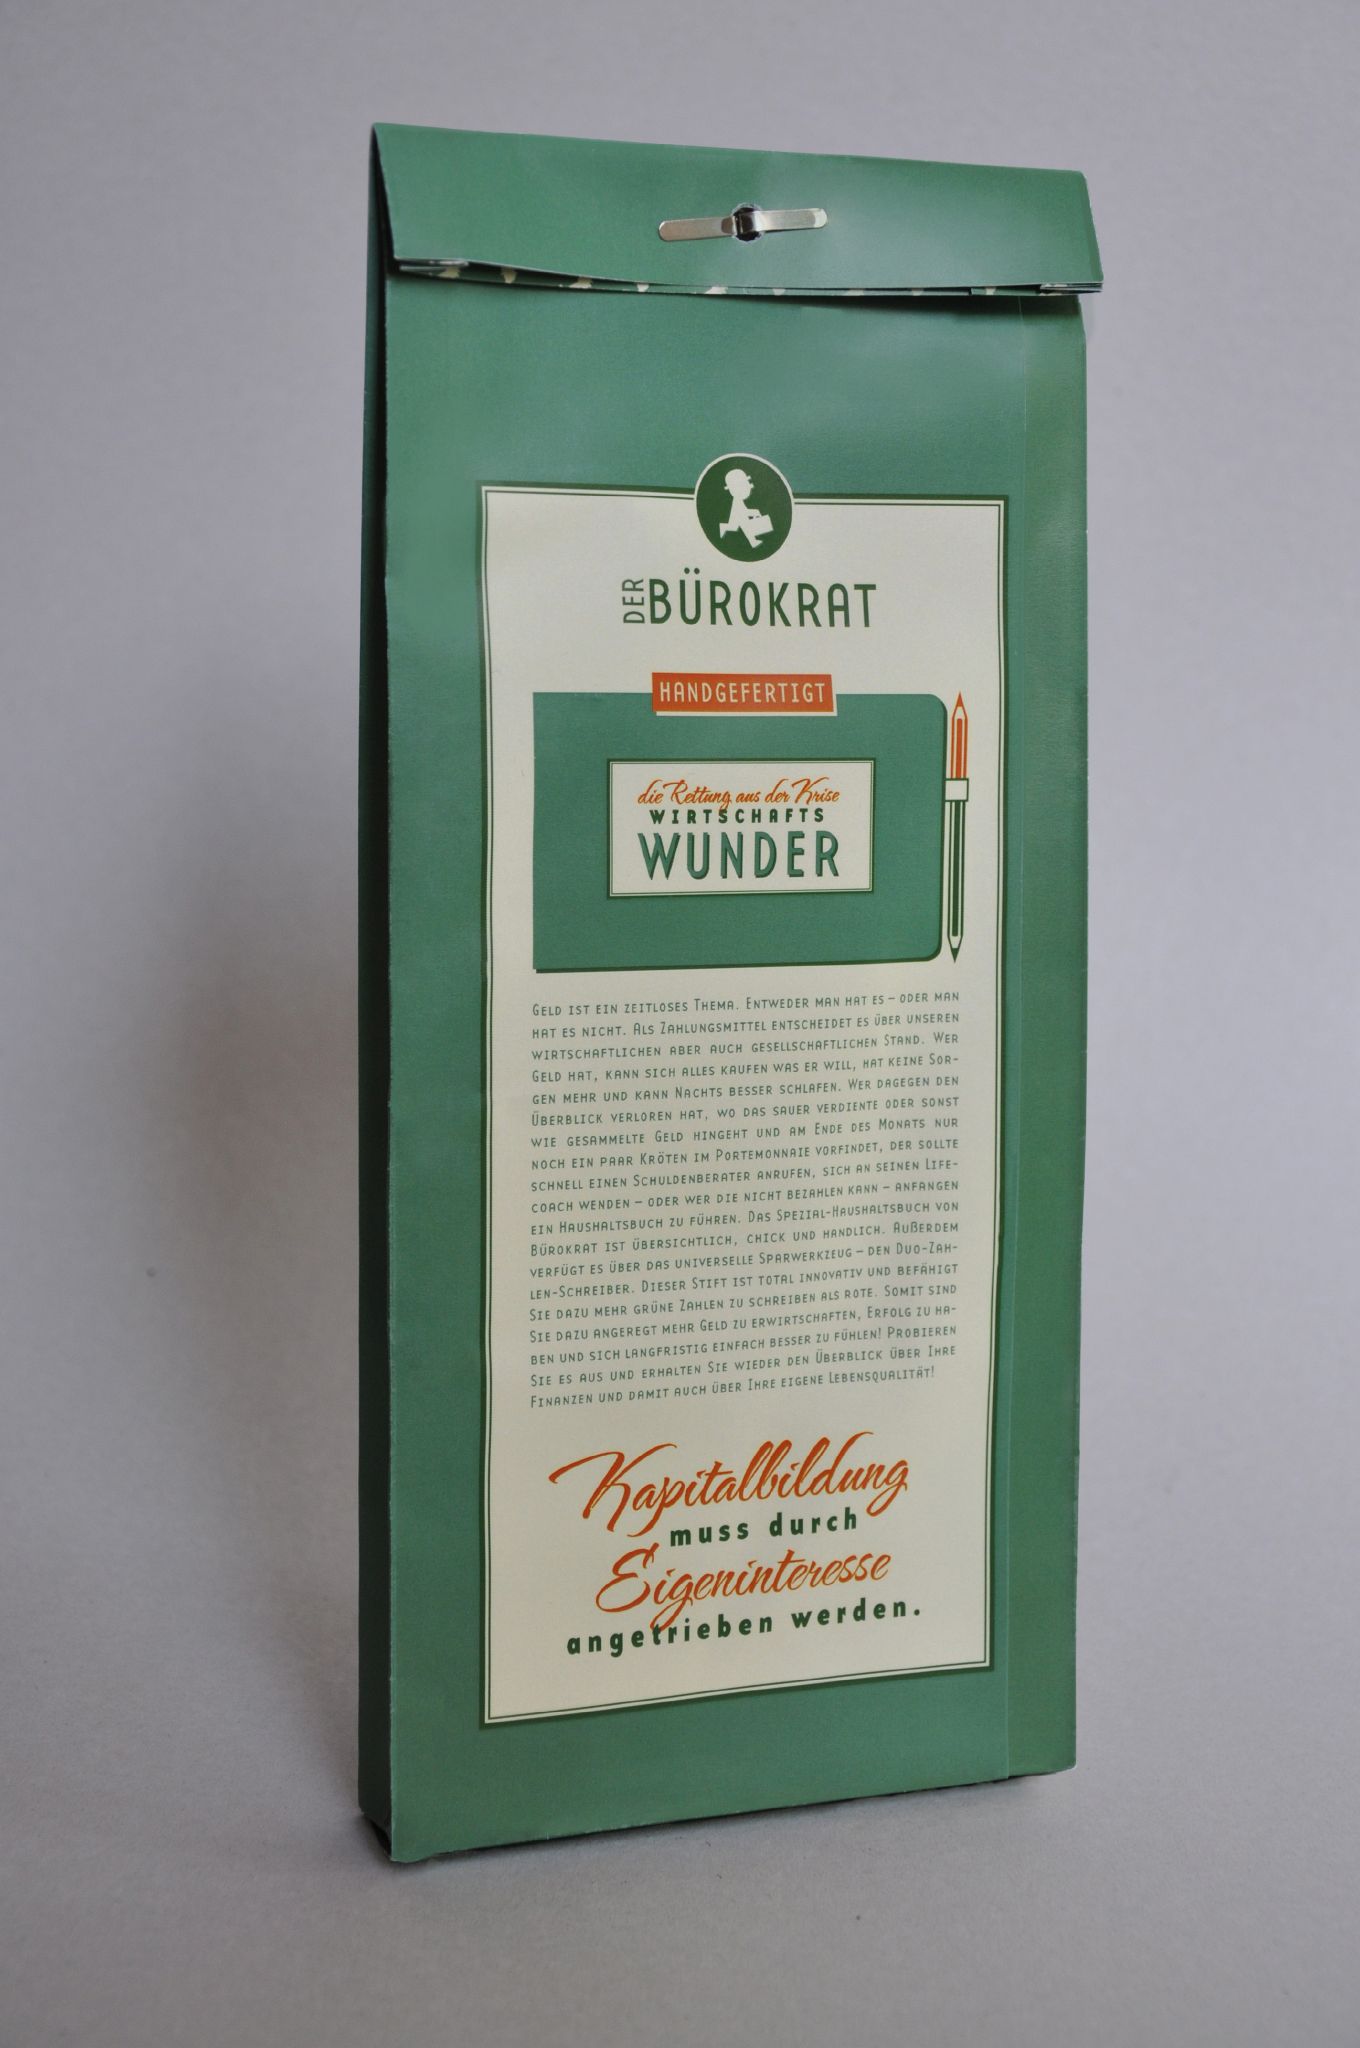 DER BÜROKRAT
HANDGEFERTIGT
die Rettung aus der Krise
WIRTSCHAFTS
WUNDER
GELD IST EIN ZEITLOSES THEMA. ENTWEDER MAN HAT ES – ODER MAN
HAT ES NICHT. ALS ZAHLUNGSMITTEL ENTSCHEIDET ES ÜBER UNSEREN
WIRTSCHAFTLICHEN ABER AUCH GESELLSCHAFTLICHEN STAND. WER
GELD HAT, KANN SICH ALLES KAUFEN WAS ER WILL, HAT KEINE SOR-
GEN MEHR UND KANN NACHTS BESSER SCHLAFEN. WER DAGEGEN DEN
ÜBERBLICK VERLOREN HAT, WO DAS SAUER VERDIENTE ODER SONST
WIE GESAMMELTE GELD HINGEHT UND AM ENDE DES MONATS NUR
NOCH EIN PAAR KRÖTEN IM PORTEMONNAIE VORFINDET, DER SOLLTE
SCHNELL EINEN SCHULDENBERATER ANRUFEN, SICH AN SEINEN LIFE-
COACH WENDEN – ODER WER DIE NICHT BEZAHLEN KANN – ANFANGEN
EIN HAUSHALTSBUCH ZU FÜHREN. DAS SPEZIAL-HAUSHALTSBUCH VON
BÜROKRAT IST ÜBERSICHTLICH, CHICK UND HANDLICH. AUßERDEM
VERFÜGT ES ÜBER DAS UNIVERSELLE SPARWERKZEUG – DEN DUO-ZAH-
LEN-SCHREIBER. DIESER STIFT IST TOTAL INNOVATIV UND BEFÄHIGT
SIE DAZU MEHR GRÜNE ZAHLEN ZU SCHREIBEN ALS ROTE. SOMIT SIND
SIE DAZU ANGEREGT MEHR GELD ZU ERWIRTSCHAFTEN, ERFOLG ZU HA-
BEN UND SICH LANGFRISTIG EINFACH BESSER ZU FÜHLEN! PROBIEREN
SIE ES AUS UND ERHALTEN SIE WIEDER DEN ÜBERBLICK ÜBER IHRE
FINANZEN UND DAMIT AUCH ÜBER IHRE EIGENE LEBENSQUALITÄT!
Kapitalbildung
muss durch
Eigeninteresse
angetrieben werden.